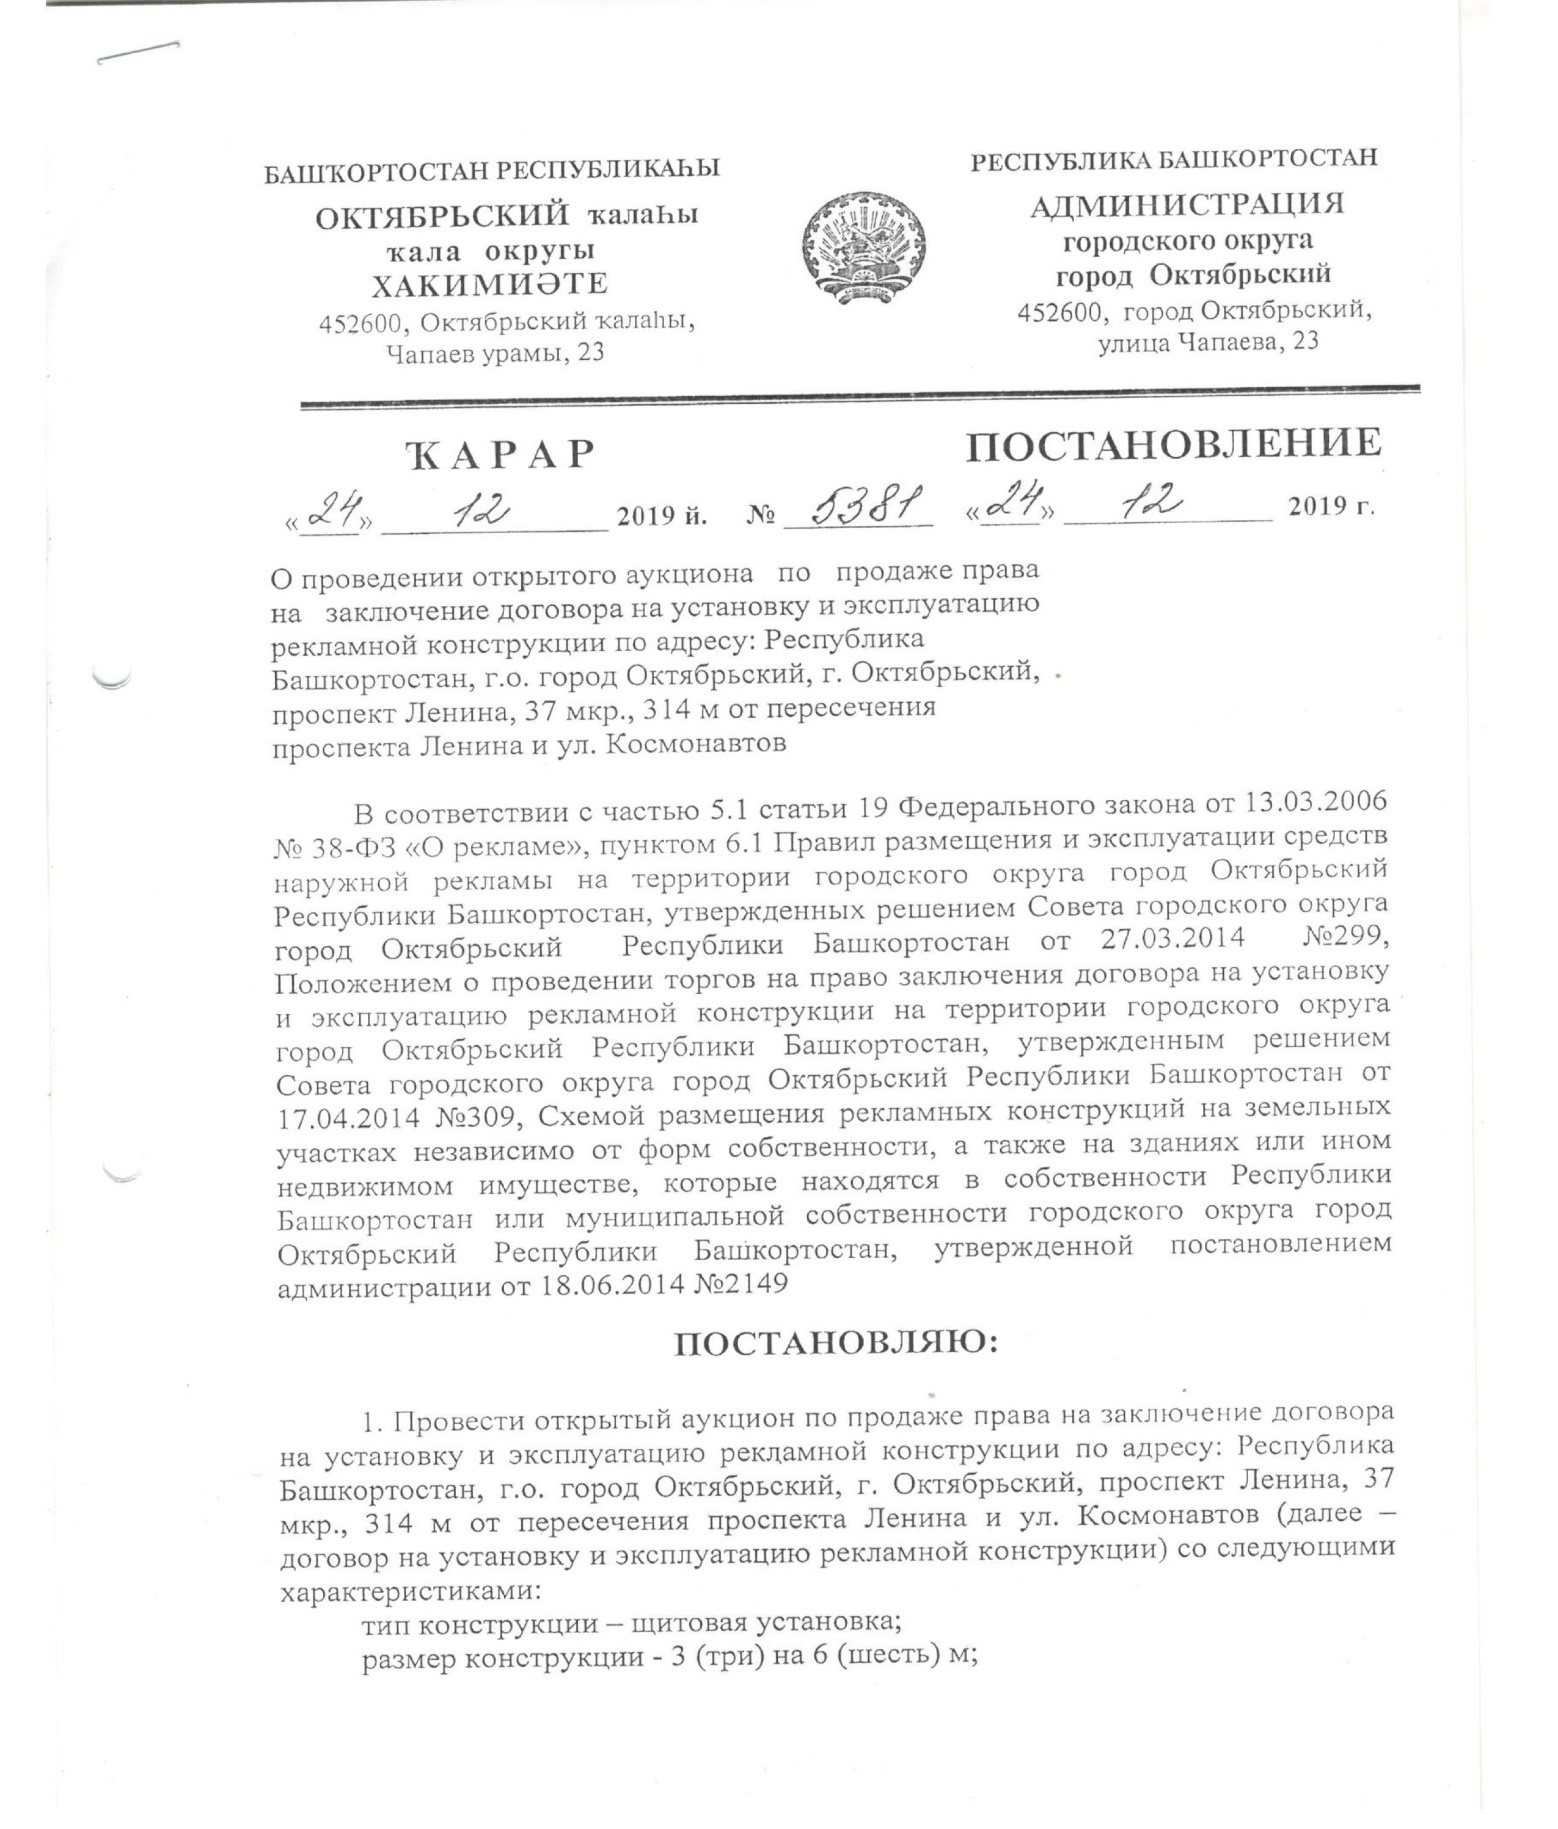 БАШҠОРТОСТАН РЕСПУБЛИКАҺЫ
ОКТЯБРЬСКИЙ ҡалаһы
ҡала округы
ХАКИМИӘТЕ
452600, Октябрьский ҡалаһы,
Чапаев урамы, 23
РЕСПУБЛИКА БАШКОРТОСТАН
АДМИНИСТРАЦИЯ
городского округа
город Октябрьский
452600, город Октябрьский,
улица Чапаева, 23
ҠАРАР
ПОСТАНОВЛЕНИЕ
«24» 12 2019 й. № 5381 «24» 12 2019 г.
О проведении открытого аукциона по продаже права
на заключение договора на установку и эксплуатацию
рекламной конструкции по адресу: Республика
Башкортостан, г.о. город Октябрьский, г. Октябрьский,
проспект Ленина, 37 мкр., 314 м от пересечения
проспекта Ленина и ул. Космонавтов
В соответствии с частью 5.1 статьи 19 Федерального закона от 13.03.2006
№ 38-ФЗ «О рекламе», пунктом 6.1 Правил размещения и эксплуатации средств
наружной рекламы на территории городского округа город Октябрьский
Республики Башкортостан, утвержденных решением Совета городского округа
город Октябрьский Республики Башкортостан от 27.03.2014 №299,
Положением о проведении торгов на право заключения договора на установку
и эксплуатацию рекламной конструкции на территории городского округа
город Октябрьский Республики Башкортостан, утвержденным решением
Совета городского округа город Октябрьский Республики Башкортостан от
17.04.2014 №309, Схемой размещения рекламных конструкций на земельных
участках независимо от форм собственности, а также на зданиях или ином
недвижимом имуществе, которые находятся в собственности Республики
Башкортостан или муниципальной собственности городского округа город
Октябрьский Республики Башкортостан, утвержденной постановлением
администрации от 18.06.2014 №2149
ПОСТАНОВЛЯЮ:
1. Провести открытый аукцион по продаже права на заключение договора
на установку и эксплуатацию рекламной конструкции по адресу: Республика
Башкортостан, г.о. город Октябрьский, г. Октябрьский, проспект Ленина, 37
мкр., 314 м от пересечения проспекта Ленина и ул. Космонавтов (далее –
договор на установку и эксплуатацию рекламной конструкции) со следующими
характеристиками:
тип конструкции – щитовая установка;
размер конструкции - 3 (три) на 6 (шесть) м;